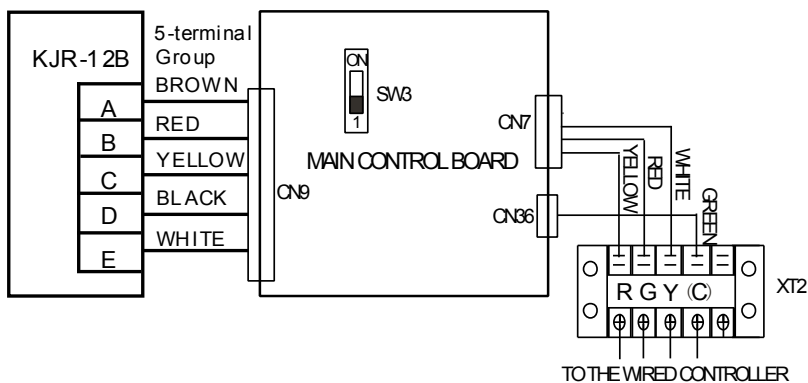 5-terminal
Group
KJR-12B
ON
SW3
1
A
BROWN
B
RED
C
YELLOW
D
BLACK
E
WHITE
CN9
MAIN CONTROL BOARD
CN7
CN36
YELLOW
RED
WHITE
GREEN
R G Y (C)
XT2
TO THE WIRED CONTROLLER